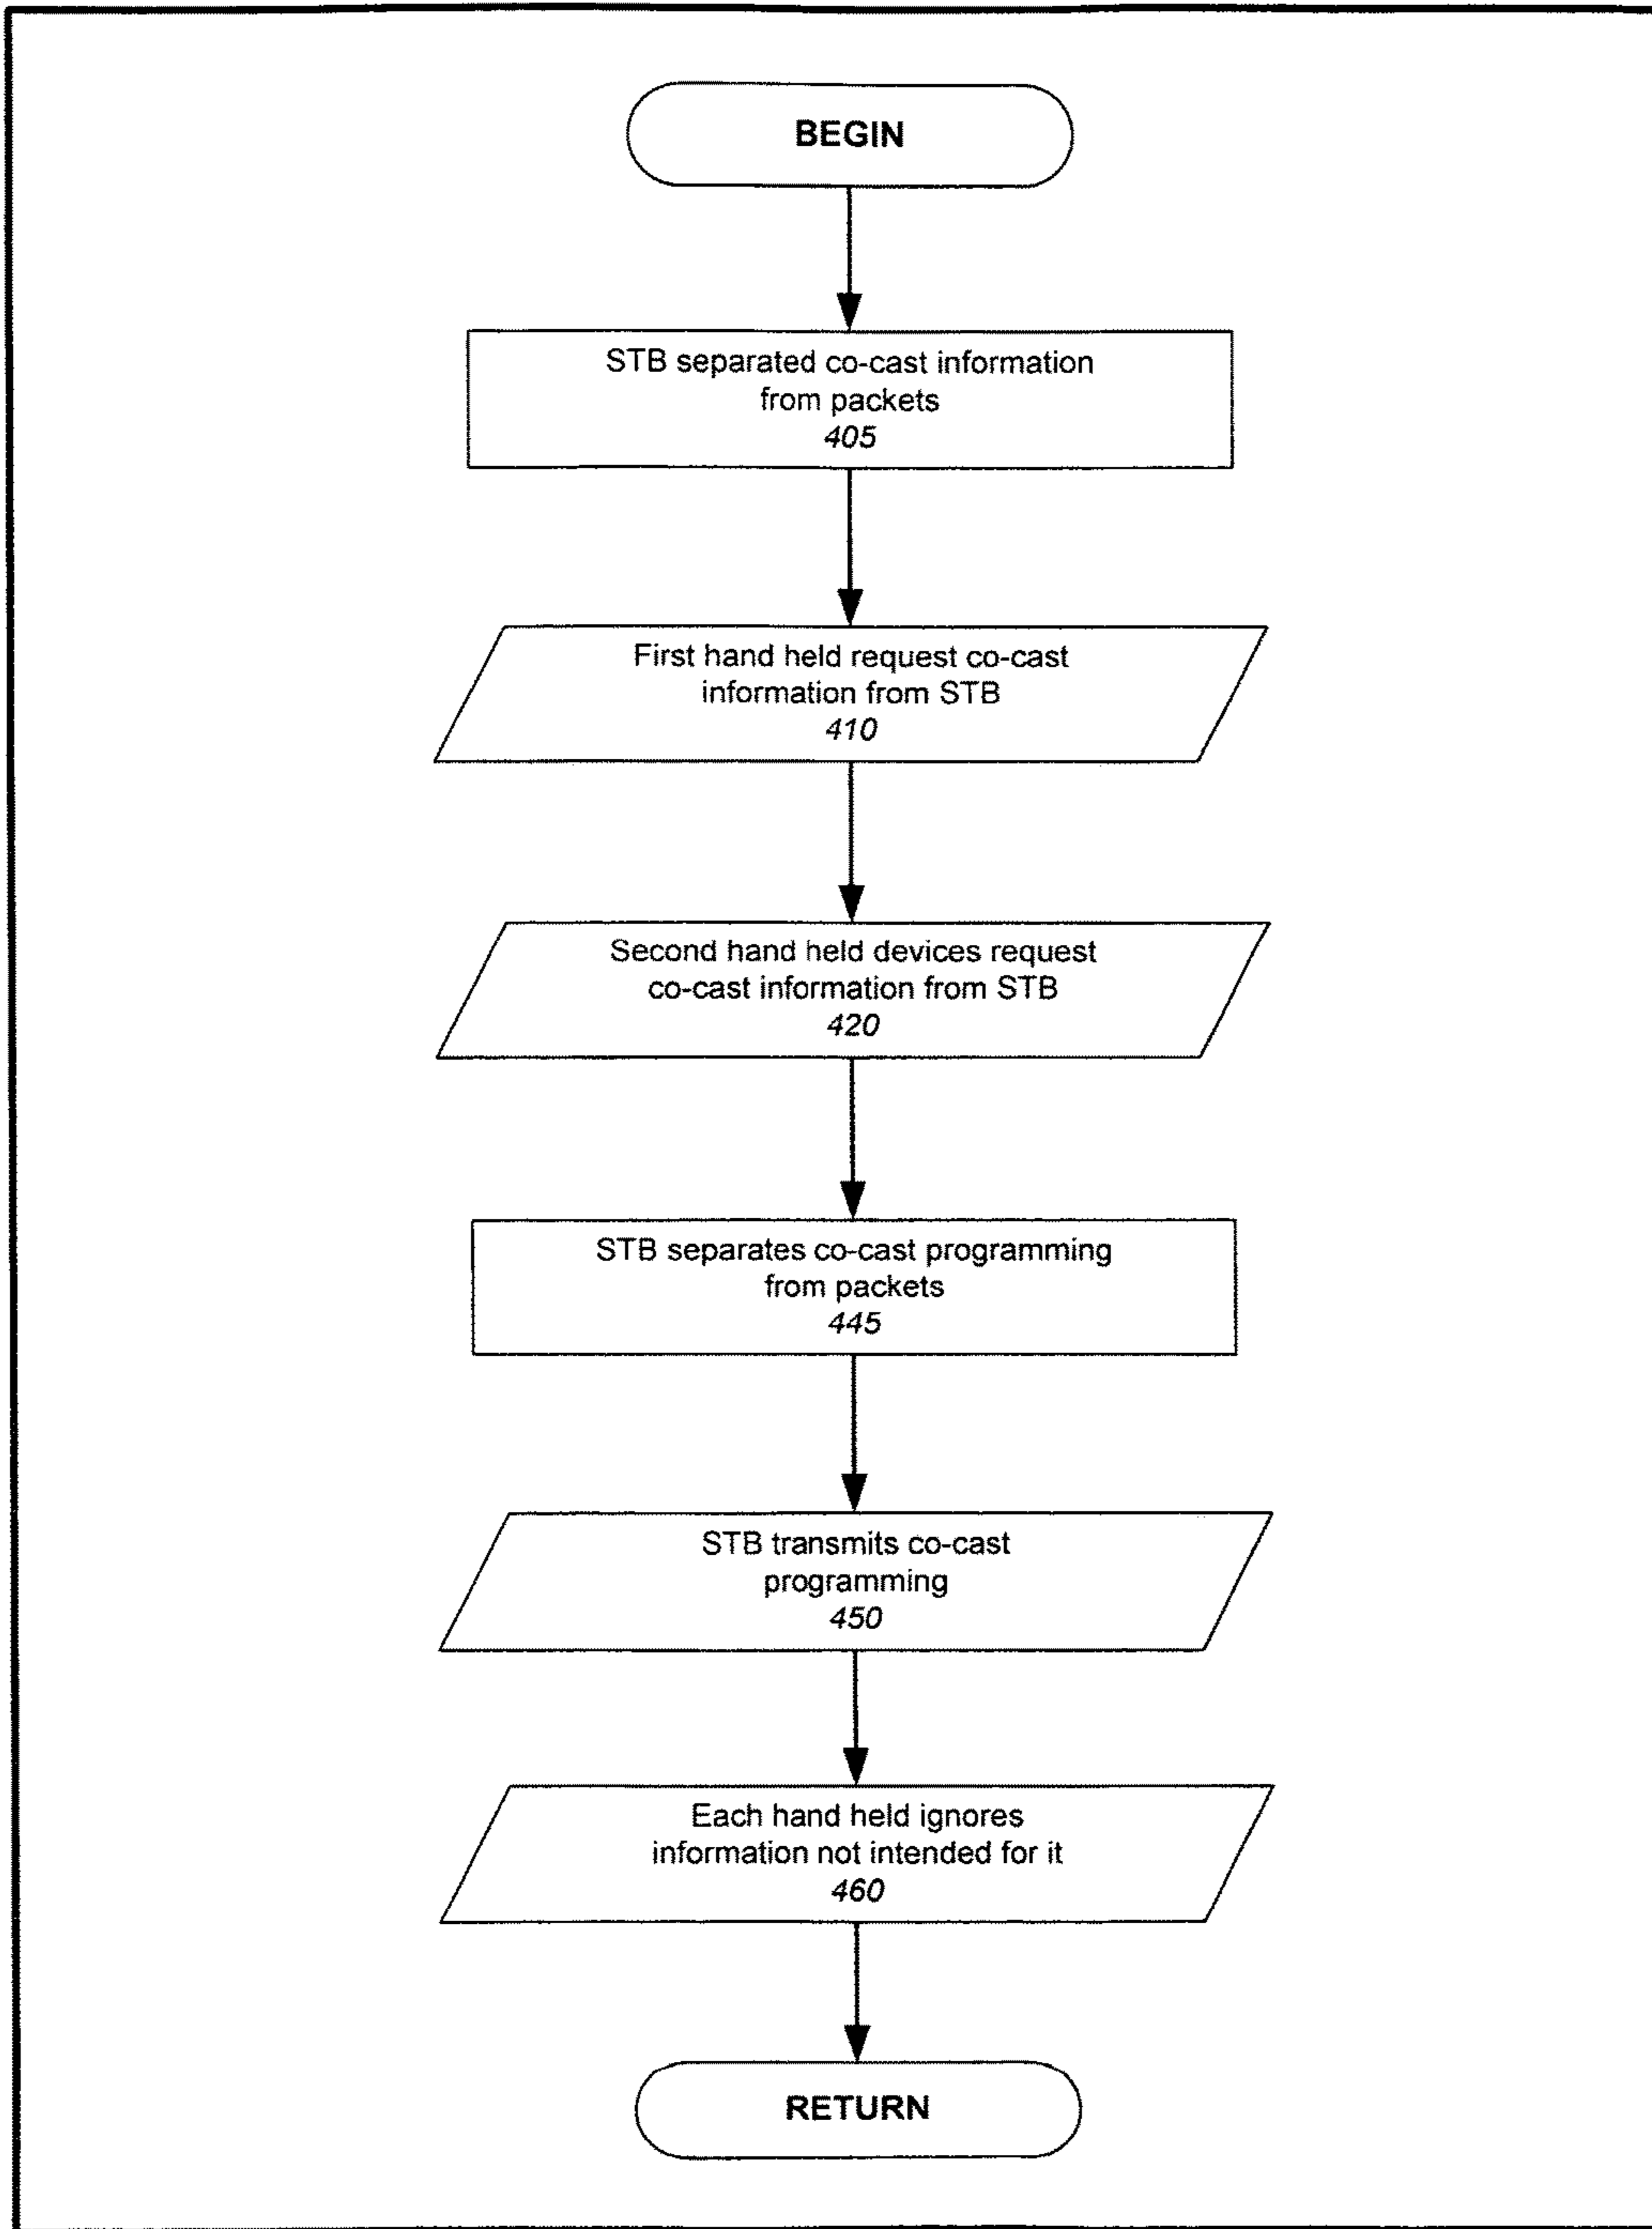 BEGIN
STB separated co-cast information
from packets
405
First hand held request co-cast
information from STB
410
Second hand held devices request
co-cast information from STB
420
STB separates co-cast programming
from packets
445
STB transmits co-cast
programming
450
Each hand held ignores
information not intended for it
460
RETURN